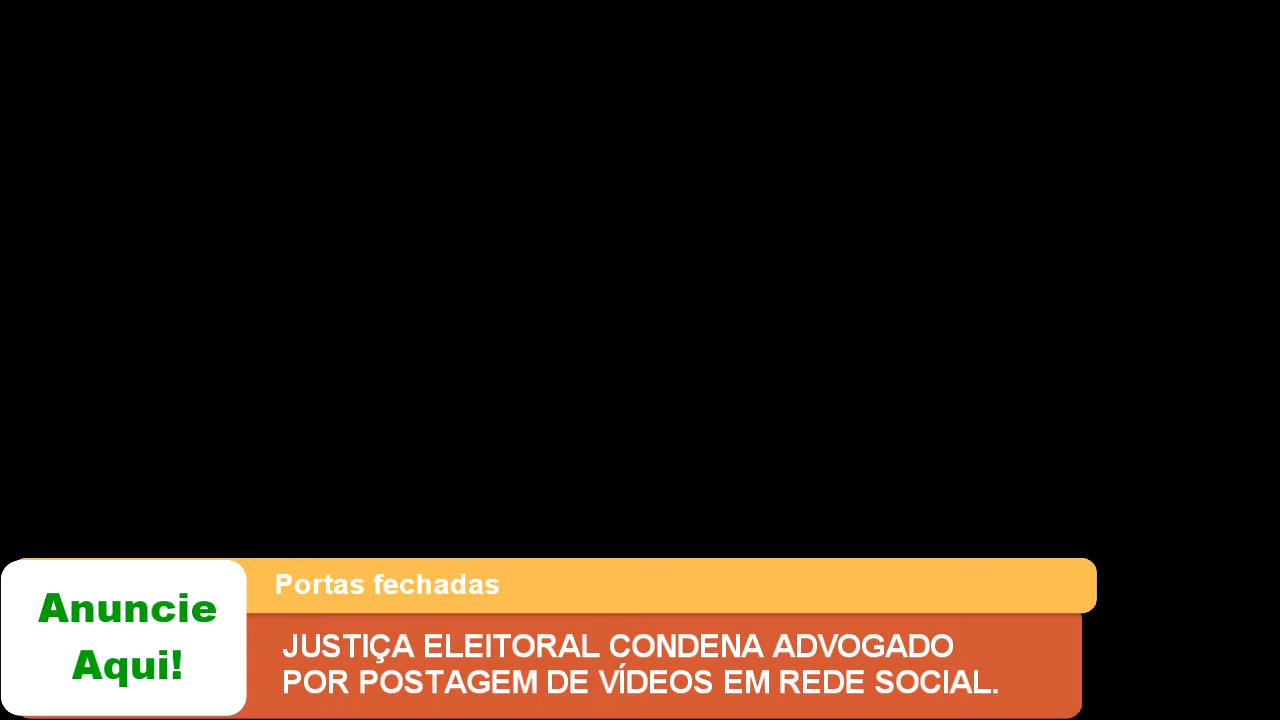 Anuncie
Aqui!
Portas fechadas
JUSTIÇA ELEITORAL CONDENA ADVOGADO
POR POSTAGEM DE VÍDEOS EM REDE SOCIAL.